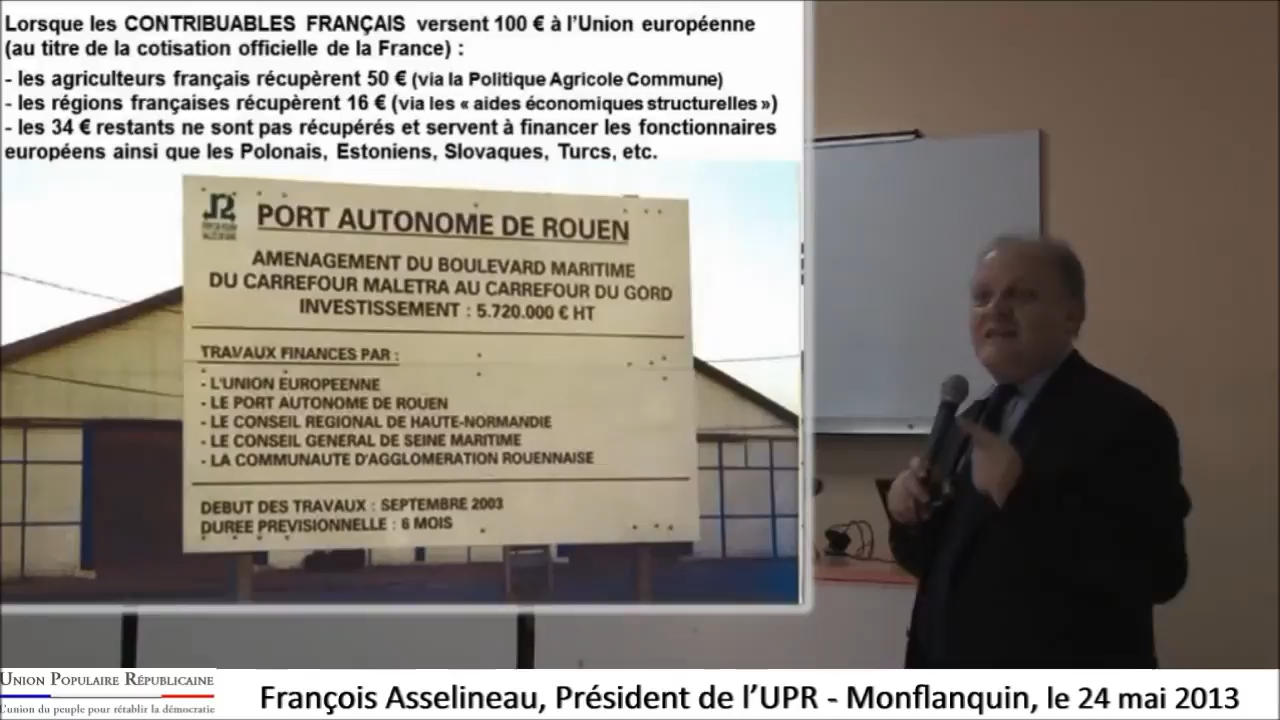 Lorsque les CONTRIBUABLES FRANÇAIS versent 100 € à l'Union européenne
(au titre de la cotisation officielle de la France) :
- les agriculteurs français récupèrent 50 € (via la Politique Agricole Commune)
- les régions françaises récupèrent 16 € (via les « aides économiques structurelles »)
- les 34 € restants ne sont pas récupérés et servent à financer les fonctionnaires
européens ainsi que les Polonais, Estoniens, Slovaques, Turcs, etc.
PORT AUTONOME DE ROUEN
AMENAGEMENT DU BOULEVARD MARITIME
DU CARREFOUR MALETRA AU CARREFOUR DU GORD
INVESTISSEMENT : 5.720.000 € HT
TRAVAUX FINANCES PAR :
- L'UNION EUROPEENNE
- LE PORT AUTONOME DE ROUEN
- LE CONSEIL REGIONAL DE HAUTE-NORMANDIE
- LE CONSEIL GENERAL DE SEINE MARITIME
- LA COMMUNAUTE D'AGGLOMERATION ROUENNAISE
DEBUT DES TRAVAUX : SEPTEMBRE 2003
DUREE PREVISIONNELLE : 6 MOIS
UNION POPULAIRE RÉPUBLICAINE
L'union du peuple pour rétablir la démocratie
François Asselineau, Président de l'UPR - Monflanquin, le 24 mai 2013